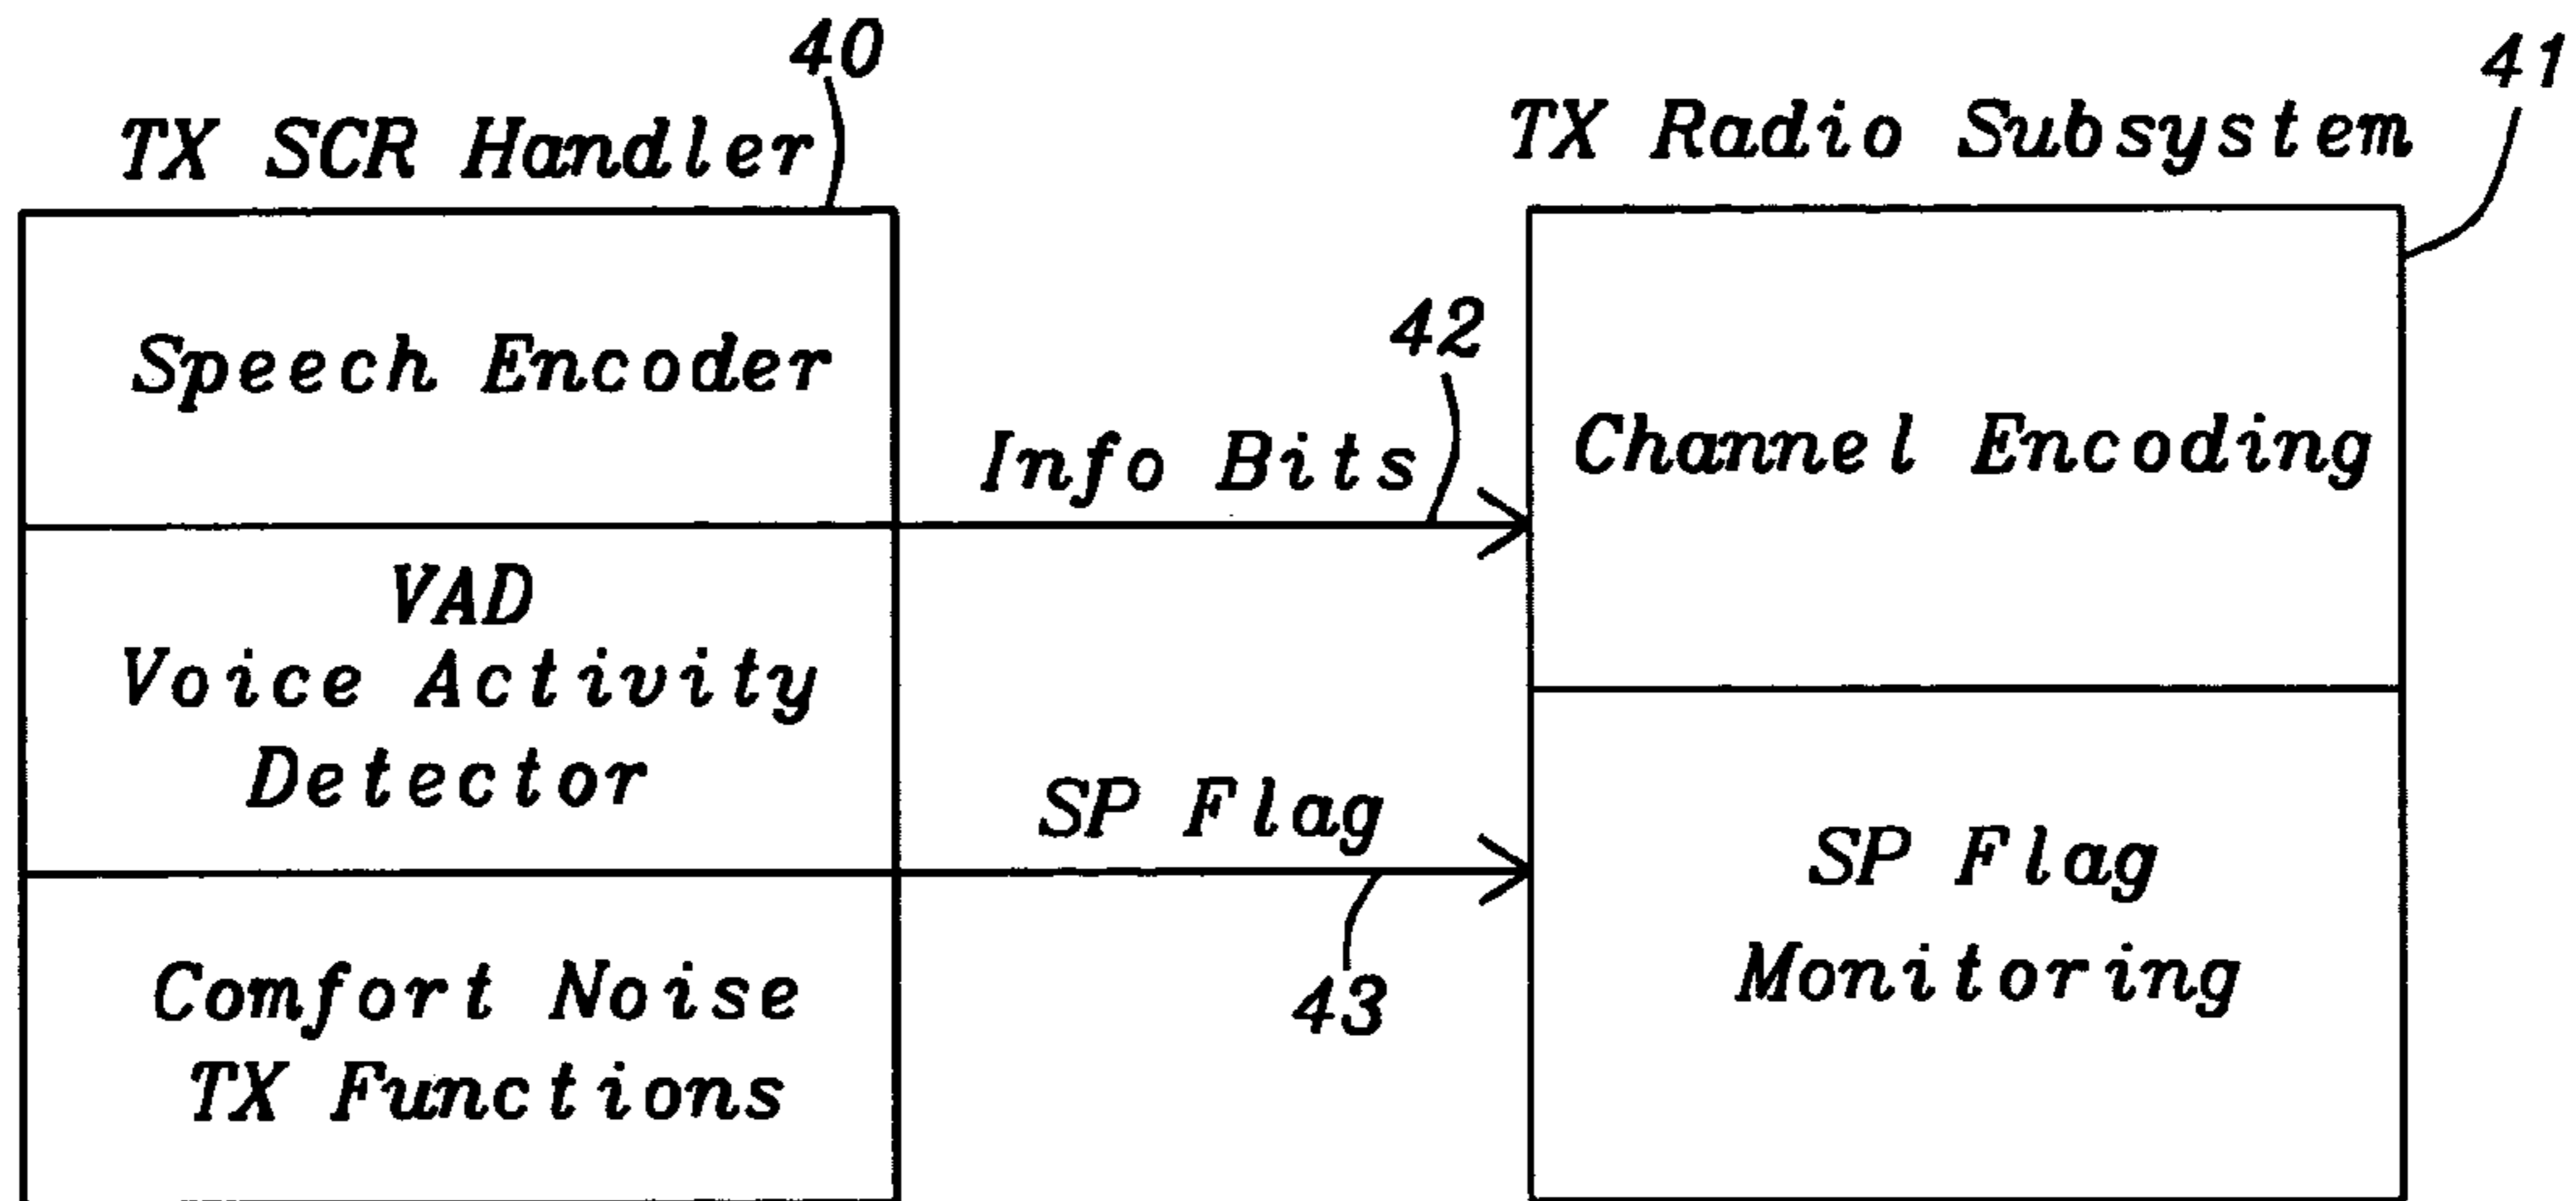 40
TX SCR Handler
Speech Encoder
VAD
Voice Activity
Detector
Comfort Noise
TX Functions
Info Bits
42
SP Flag
43
41
TX Radio Subsystem
Channel Encoding
SP Flag
Monitoring